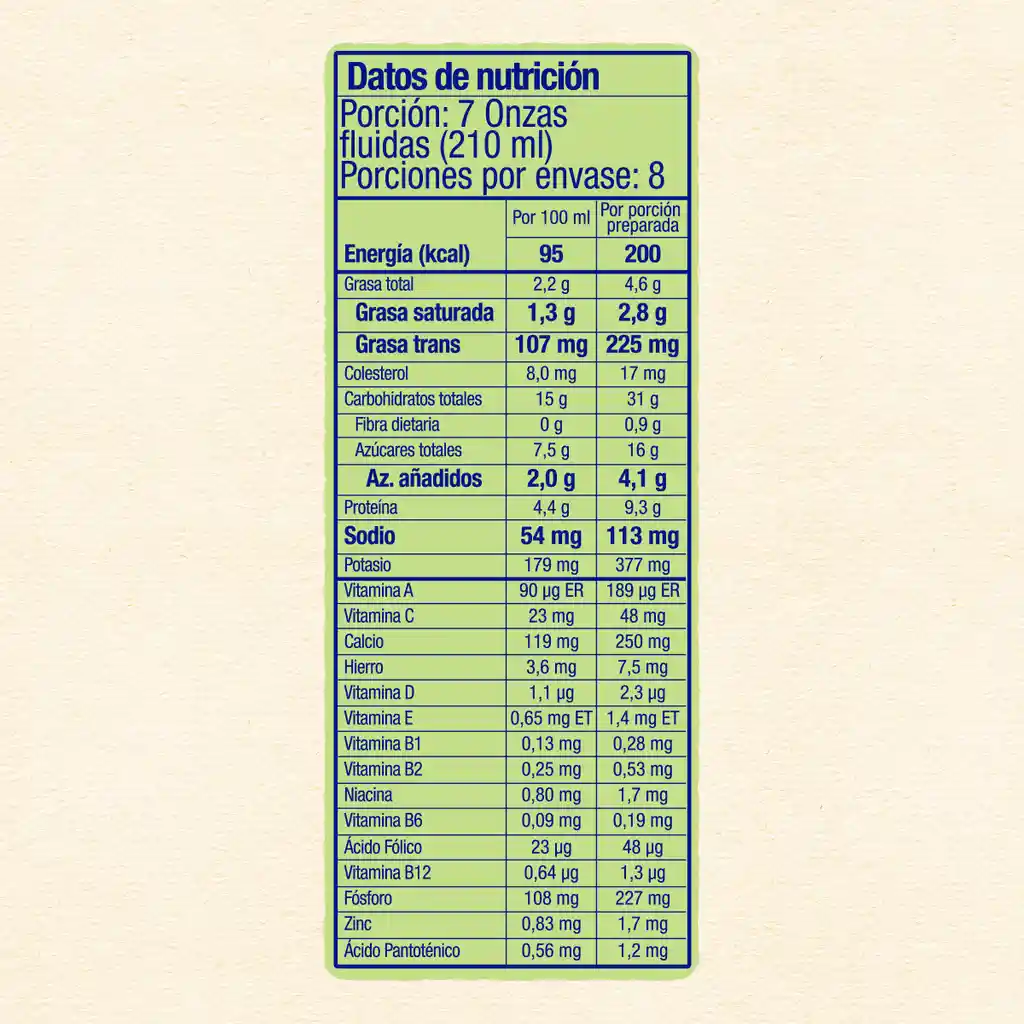 Datos de nutrición
Porción: 7 Onzas
fluidas (210 ml)
Porciones por envase: 8
Por 100 ml Por porción preparada
Energía (kcal) 95 200
Grasa total 2,2 g 4,6 g
Grasa saturada 1,3 g 2,8 g
Grasa trans 107 mg 225 mg
Colesterol 8,0 mg 17 mg
Carbohidratos totales 15 g 31 g
Fibra dietaria 0 g 0,9 g
Azúcares totales 7,5 g 16 g
Az. añadidos 2,0 g 4,1 g
Proteína 4,4 g 9,3 g
Sodio 54 mg 113 mg
Potasio 179 mg 377 mg
Vitamina A 90 µg ER 189 µg ER
Vitamina C 23 mg 48 mg
Calcio 119 mg 250 mg
Hierro 3,6 mg 7,5 mg
Vitamina D 1,1 µg 2,3 µg
Vitamina E 0,65 mg ET 1,4 mg ET
Vitamina B1 0,13 mg 0,28 mg
Vitamina B2 0,25 mg 0,53 mg
Niacina 0,80 mg 1,7 mg
Vitamina B6 0,09 mg 0,19 mg
Ácido Fólico 23 µg 48 µg
Vitamina B12 0,64 µg 1,3 µg
Fósforo 108 mg 227 mg
Zinc 0,83 mg 1,7 mg
Ácido Pantoténico 0,56 mg 1,2 mg